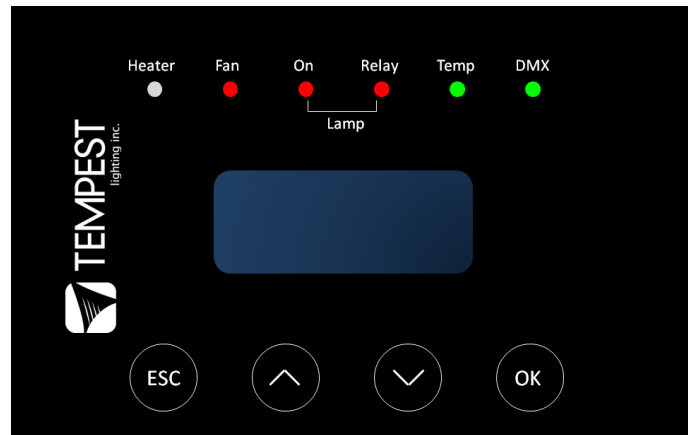 Heater Fan On Relay Temp DMX
Lamp
TEMPEST
lighting inc.
ESC OK